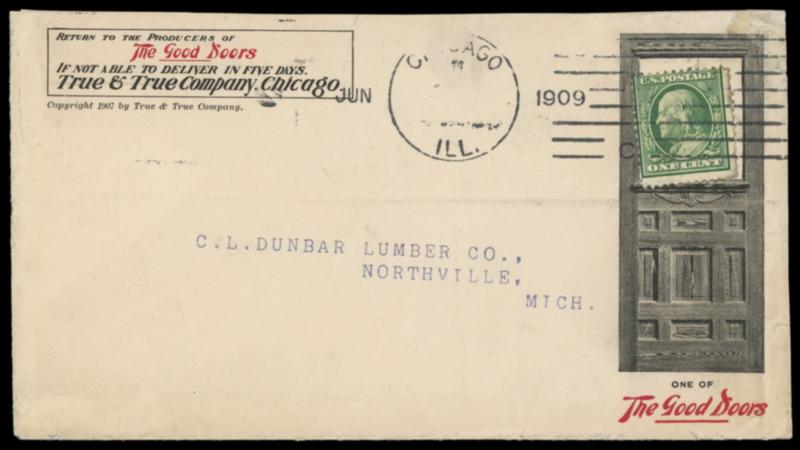 RETURN TO THE PRODUCERS OF
The Good Doors
IF NOT ABLE TO DELIVER IN FIVE DAYS.
True & True Company, Chicago
Copyright 1907 by True & True Company.
JUN
CHICAGO
ILL.
1909
U.S. POSTAGE
ONE CENT
C.L.DUNBAR LUMBER CO.,
NORTHVILLE,
MICH.
ONE OF
The Good Doors